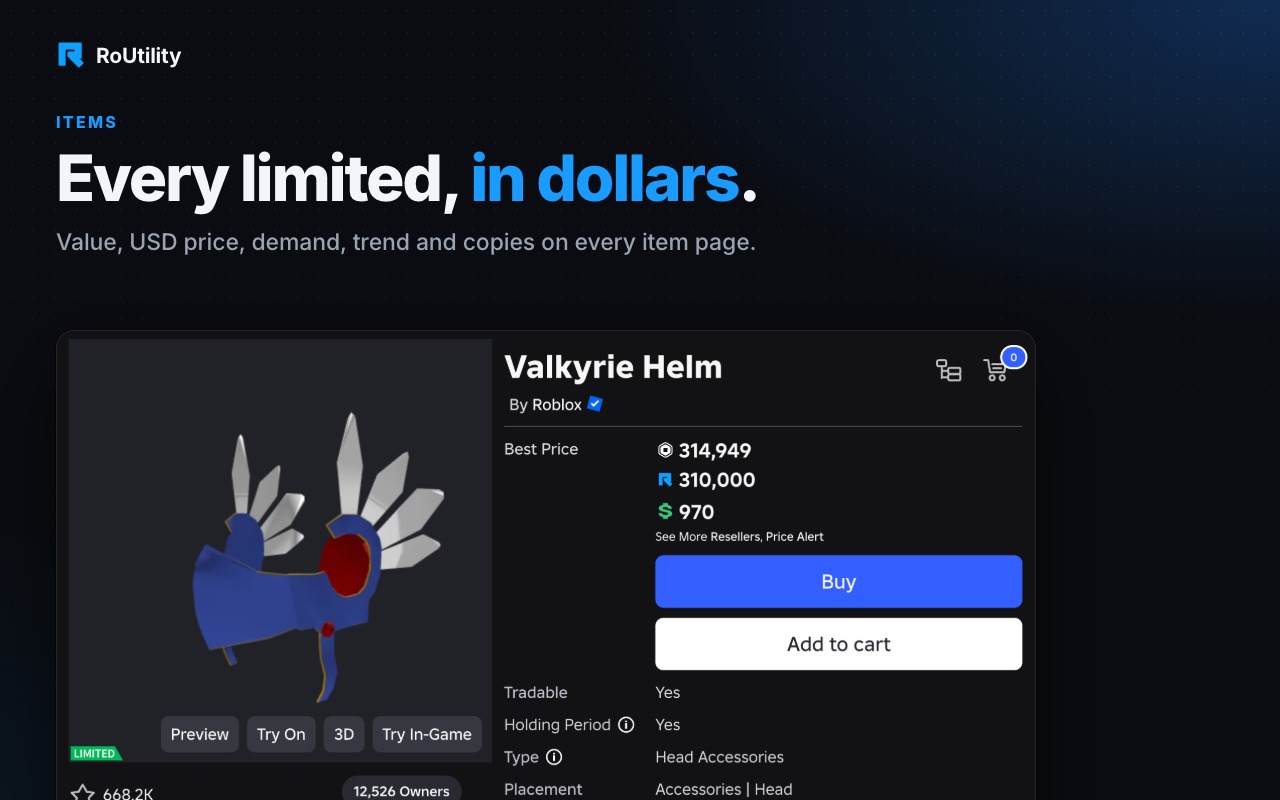 RoUtility
ITEMS
Every limited, in dollars.
Value, USD price, demand, trend and copies on every item page.
Valkyrie Helm
0
By Roblox
Best Price
314,949
310,000
$ 970
See More Resellers, Price Alert
Buy
Add to cart
Tradable Yes
Holding Period Yes
Type Head Accessories
Placement Accessories | Head
Preview Try On 3D Try In-Game
LIMITED
668.2K
12,526 Owners